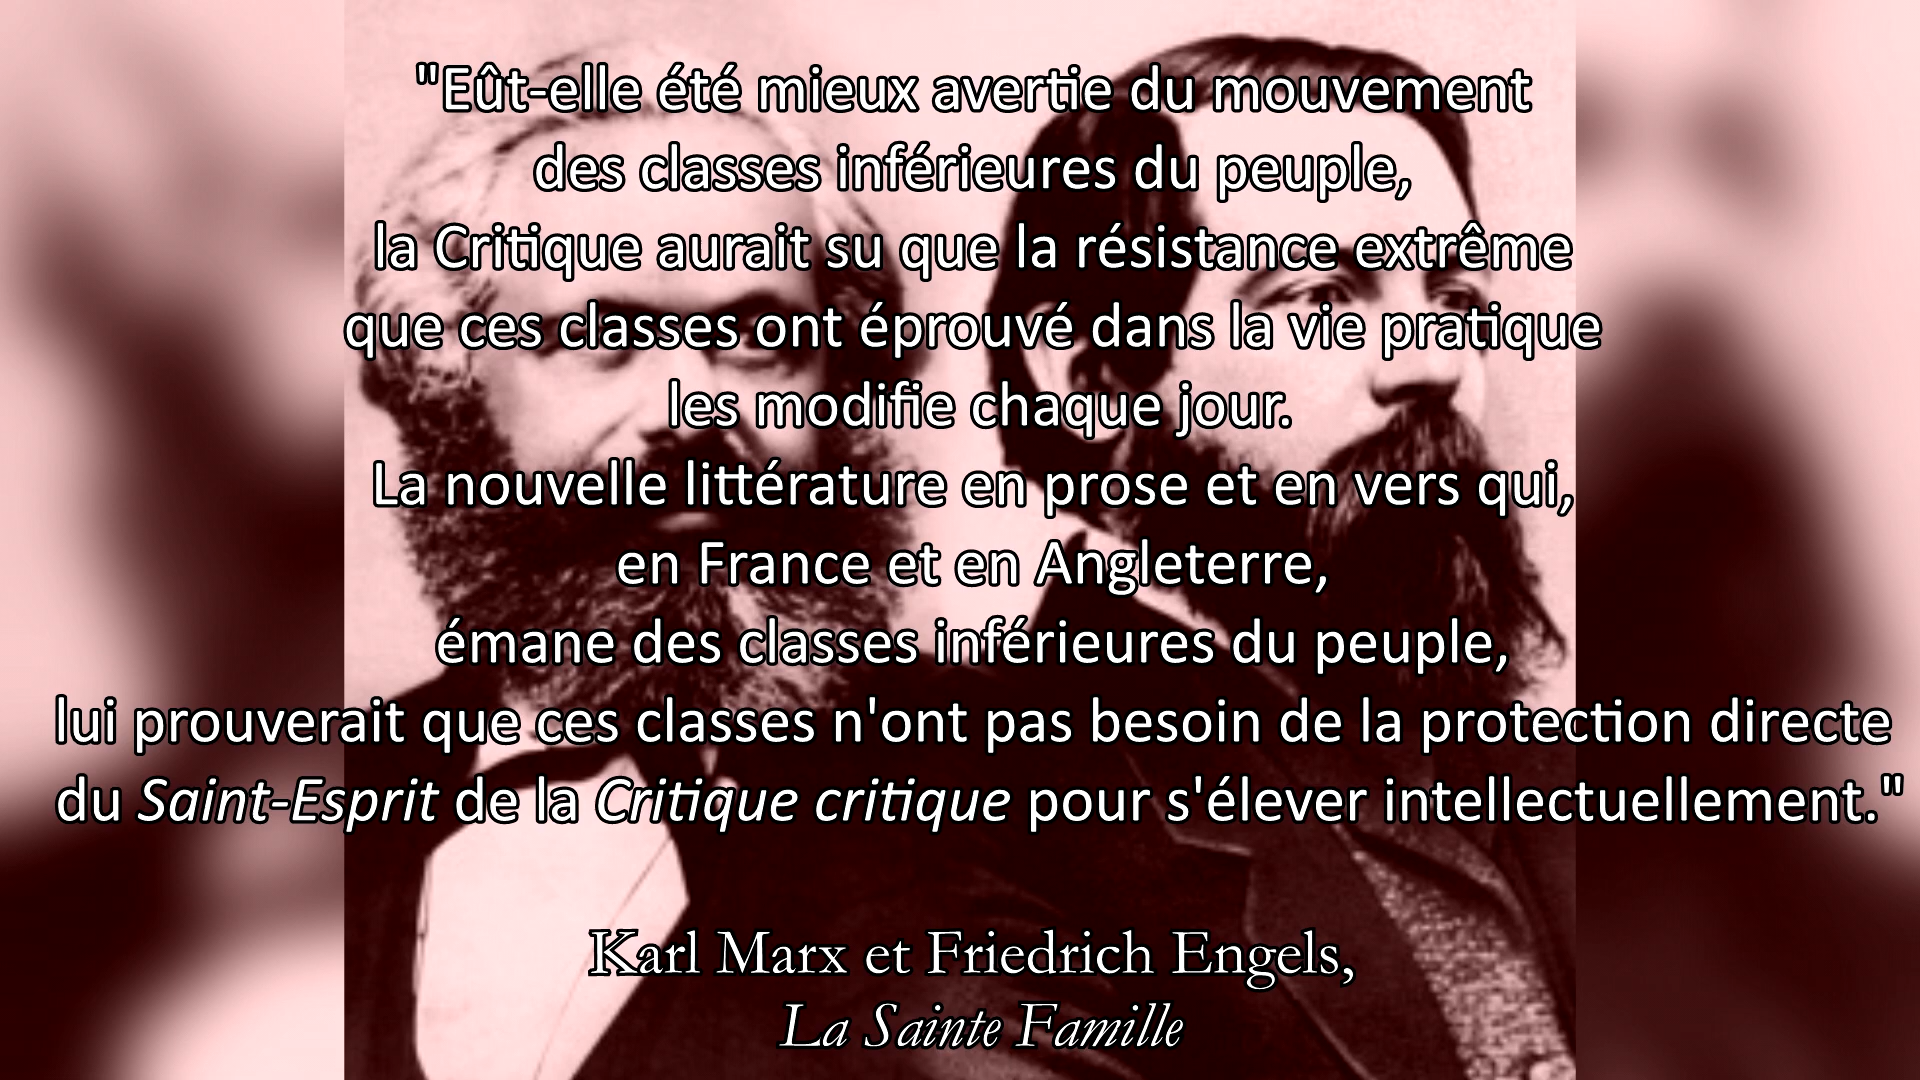 "Eût-elle été mieux avertie du mouvement
des classes inférieures du peuple,
la Critique aurait su que la résistance extrême
que ces classes ont éprouvé dans la vie pratique
les modifie chaque jour.
La nouvelle littérature en prose et en vers qui,
en France et en Angleterre,
émane des classes inférieures du peuple,
lui prouverait que ces classes n'ont pas besoin de la protection directe
du Saint-Esprit de la Critique critique pour s'élever intellectuellement."
Karl Marx et Friedrich Engels,
La Sainte Famille